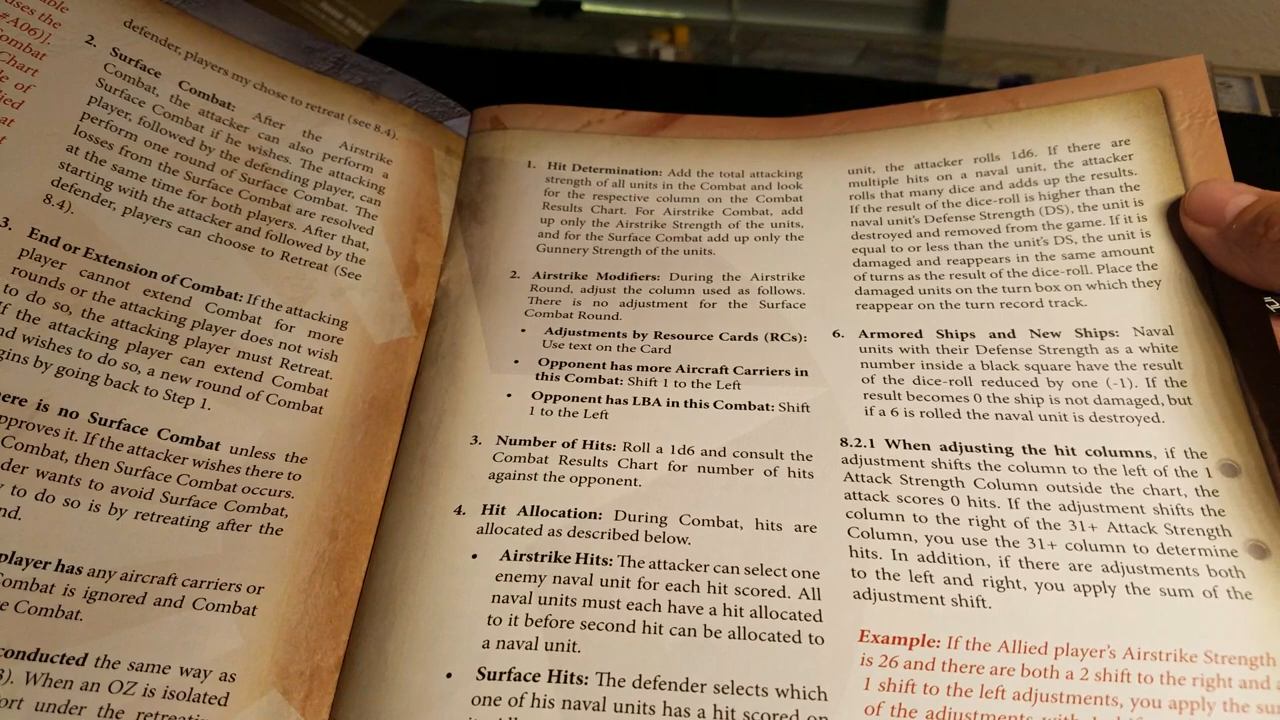 able
uses the
#A06)].
Combat
Chart
le of
lied
at
defender, players my chose to retreat (see 8.4).
2. Surface Combat: After the Airstrike
Combat, the attacker can also perform a
Surface Combat if he wishes. The attacking
player, followed by the defending player, can
perform one round of Surface Combat. The
losses from the Surface Combat are resolved
at the same time for both players. After that,
starting with the attacker and followed by the
defender, players can choose to Retreat (See
8.4).
3. End or Extension of Combat: If the attacking
player cannot extend Combat for more
rounds or the attacking player does not wish
to do so, the attacking player must Retreat.
If the attacking player can extend Combat
nd wishes to do so, a new round of Combat
gins by going back to Step 1.
ere is no Surface Combat unless the
pproves it. If the attacker wishes there to
Combat, then Surface Combat occurs.
der wants to avoid Surface Combat,
y to do so is by retreating after the
nd.
player has any aircraft carriers or
Combat is ignored and Combat
e Combat.
conducted the same way as
3). When an OZ is isolated
ort under the retreating
1. Hit Determination: Add the total attacking
strength of all units in the Combat and look
for the respective column on the Combat
Results Chart. For Airstrike Combat, add
up only the Airstrike Strength of the units,
and for the Surface Combat add up only the
Gunnery Strength of the units.
2. Airstrike Modifiers: During the Airstrike
Round, adjust the column used as follows.
There is no adjustment for the Surface
Combat Round.
• Adjustments by Resource Cards (RCs):
Use text on the Card
• Opponent has more Aircraft Carriers in
this Combat: Shift 1 to the Left
• Opponent has LBA in this Combat: Shift
1 to the Left
3. Number of Hits: Roll a 1d6 and consult the
Combat Results Chart for number of hits
against the opponent.
4. Hit Allocation: During Combat, hits are
allocated as described below.
• Airstrike Hits: The attacker can select one
enemy naval unit for each hit scored. All
naval units must each have a hit allocated
to it before second hit can be allocated to
a naval unit.
• Surface Hits: The defender selects which
one of his naval units has a hit scored on
unit, the attacker rolls 1d6. If there are
multiple hits on a naval unit, the attacker
rolls that many dice and adds up the results.
If the result of the dice-roll is higher than the
naval unit's Defense Strength (DS), the unit is
destroyed and removed from the game. If it is
equal to or less than the unit's DS, the unit is
damaged and reappears in the same amount
of turns as the result of the dice-roll. Place the
damaged units on the turn box on which they
reappear on the turn record track.
6. Armored Ships and New Ships: Naval
units with their Defense Strength as a white
number inside a black square have the result
of the dice-roll reduced by one (-1). If the
result becomes 0 the ship is not damaged, but
if a 6 is rolled the naval unit is destroyed.
8.2.1 When adjusting the hit columns, if the
adjustment shifts the column to the left of the 1
Attack Strength Column outside the chart, the
attack scores 0 hits. If the adjustment shifts the
column to the right of the 31+ Attack Strength
Column, you use the 31+ column to determine
hits. In addition, if there are adjustments both
to the left and right, you apply the sum of the
adjustment shift.
Example: If the Allied player's Airstrike Strength
is 26 and there are both a 2 shift to the right and a
1 shift to the left adjustments, you apply the sum
of the adjustments